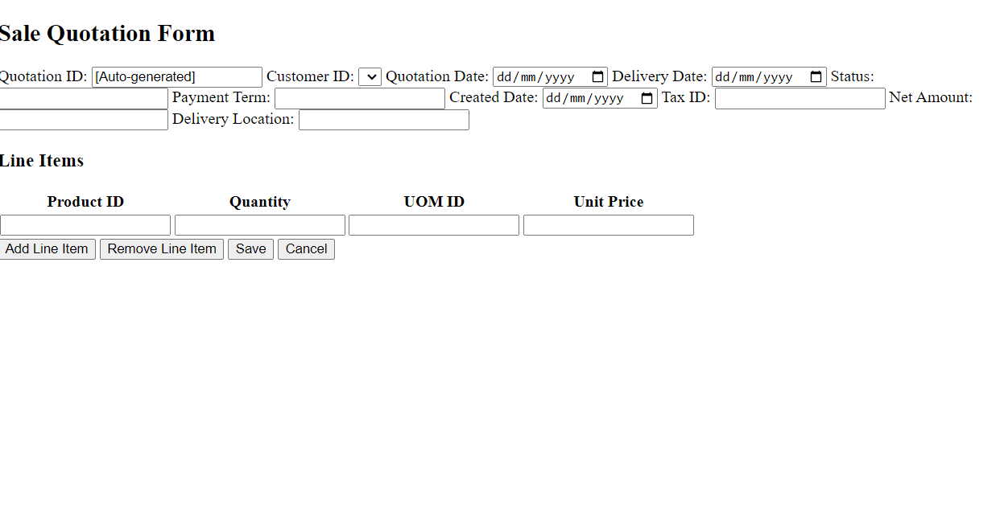 Sale Quotation Form
Quotation ID: [Auto-generated] Customer ID: Quotation Date: dd/mm/yyyy Delivery Date: dd/mm/yyyy Status:
Payment Term: Created Date: dd/mm/yyyy Tax ID: Net Amount:
Delivery Location:
Line Items
Product ID Quantity UOM ID Unit Price
Add Line Item Remove Line Item Save Cancel